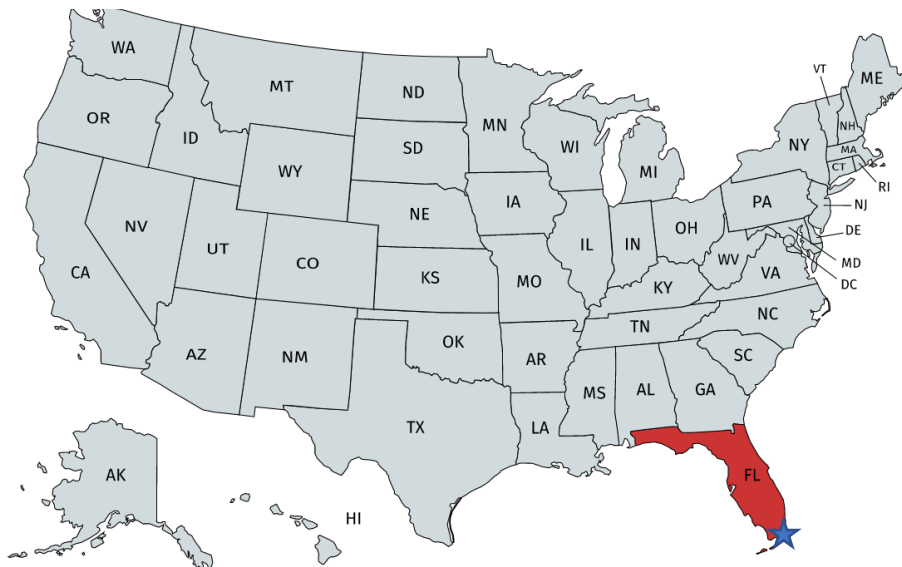 WA
MT
ND
MN
VT
ME
OR
ID
SD
WI
NY
NH
WY
MI
MA
CT
RI
NE
IA
PA
NJ
NV
OH
DE
UT
IL
IN
CA
CO
WV
MD
VA
KS
MO
DC
KY
NC
TN
OK
AZ
NM
AR
SC
MS
AL
GA
TX
LA
AK
FL
HI